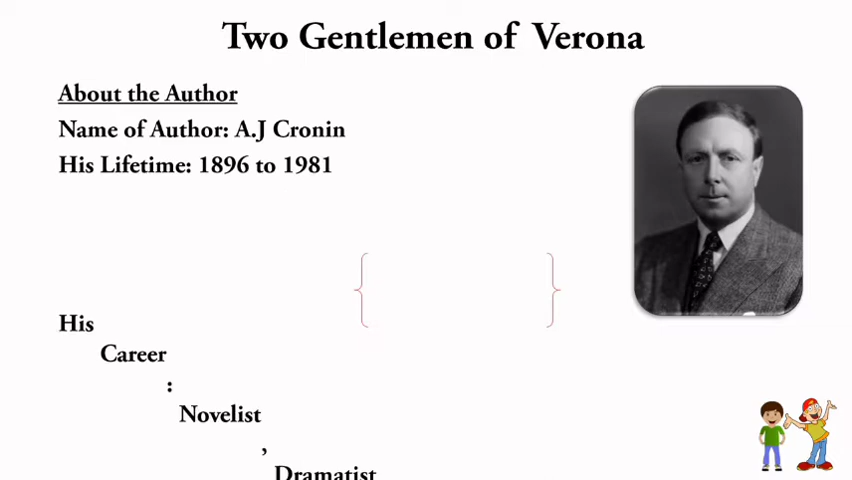 Two Gentlemen of Verona
About the Author
Name of Author: A.J Cronin
His Lifetime: 1896 to 1981
His
Career
:
Novelist
,
Dramatist